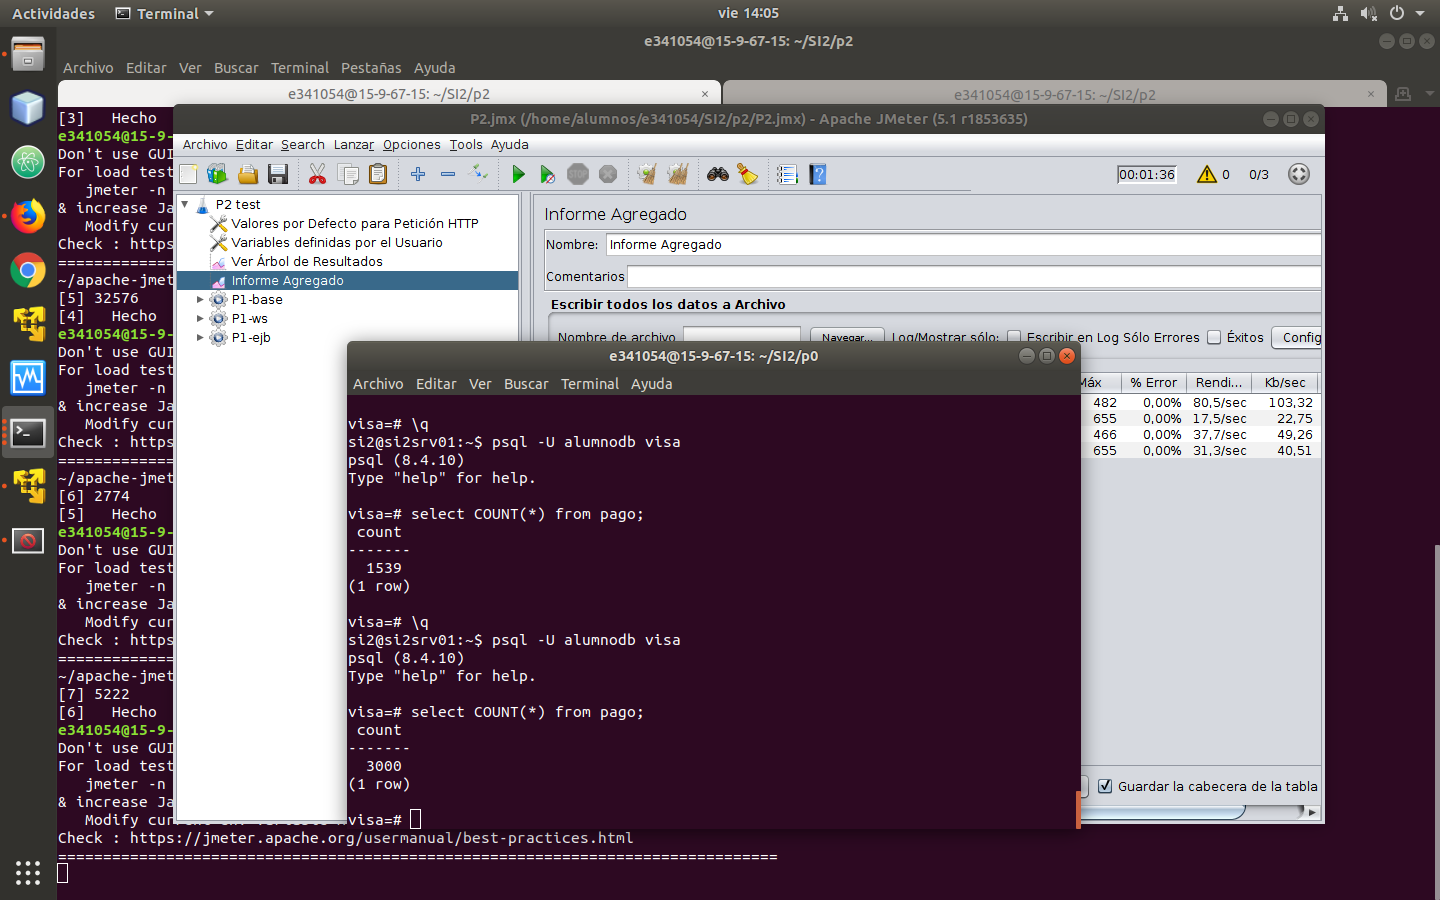 Actividades
Terminal
vie 14:05
e341054@15-9-67-15: ~/SI2/p2
Archivo Editar Ver Buscar Terminal Pestañas Ayuda
e341054@15-9-67-15: ~/SI2/p2
e341054@15-9-67-15: ~/SI2/p2
[3] Hecho
e341054@15-9-
Don't use GUI
For load test
jmeter -n
& increase Ja
Modify cur
Check : https
=============
~/apache-jmet
[5] 32576
[4] Hecho
e341054@15-9-
Don't use GUI
For load test
jmeter -n
& increase Ja
Modify cur
Check : https
=============
~/apache-jmet
[6] 2774
[5] Hecho
e341054@15-9-
Don't use GUI
For load test
jmeter -n
& increase Ja
Modify cur
Check : https
=============
~/apache-jmet
[7] 5222
[6] Hecho
e341054@15-9-
Don't use GUI
For load test
jmeter -n
& increase Ja
Check : https://jmeter.apache.org/usermanual/best-practices.html
================================================================================
P2.jmx (/home/alumnos/e341054/SI2/p2/P2.jmx) - Apache JMeter (5.1 r1853635)
Archivo Editar Search Lanzar Opciones Tools Ayuda
00:01:36 0 0/3
P2 test
Valores por Defecto para Petición HTTP
Variables definidas por el Usuario
Ver Árbol de Resultados
Informe Agregado
P1-base
P1-ws
P1-ejb
Informe Agregado
Nombre: Informe Agregado
Comentarios
Escribir todos los datos a Archivo
Nombre de archivo Navegar... Log/Mostrar sólo: Escribir en Log Sólo Errores Éxitos Config
Máx % Error Rendi... Kb/sec
482 0,00% 80,5/sec 103,32
655 0,00% 17,5/sec 22,75
466 0,00% 37,7/sec 49,26
655 0,00% 31,3/sec 40,51
Guardar la cabecera de la tabla
e341054@15-9-67-15: ~/SI2/p0
Archivo Editar Ver Buscar Terminal Ayuda
visa=# \q
si2@si2srv01:~$ psql -U alumnodb visa
psql (8.4.10)
Type "help" for help.
visa=# select COUNT(*) from pago;
count
-------
1539
(1 row)
visa=# \q
si2@si2srv01:~$ psql -U alumnodb visa
psql (8.4.10)
Type "help" for help.
visa=# select COUNT(*) from pago;
count
-------
3000
(1 row)
visa=#